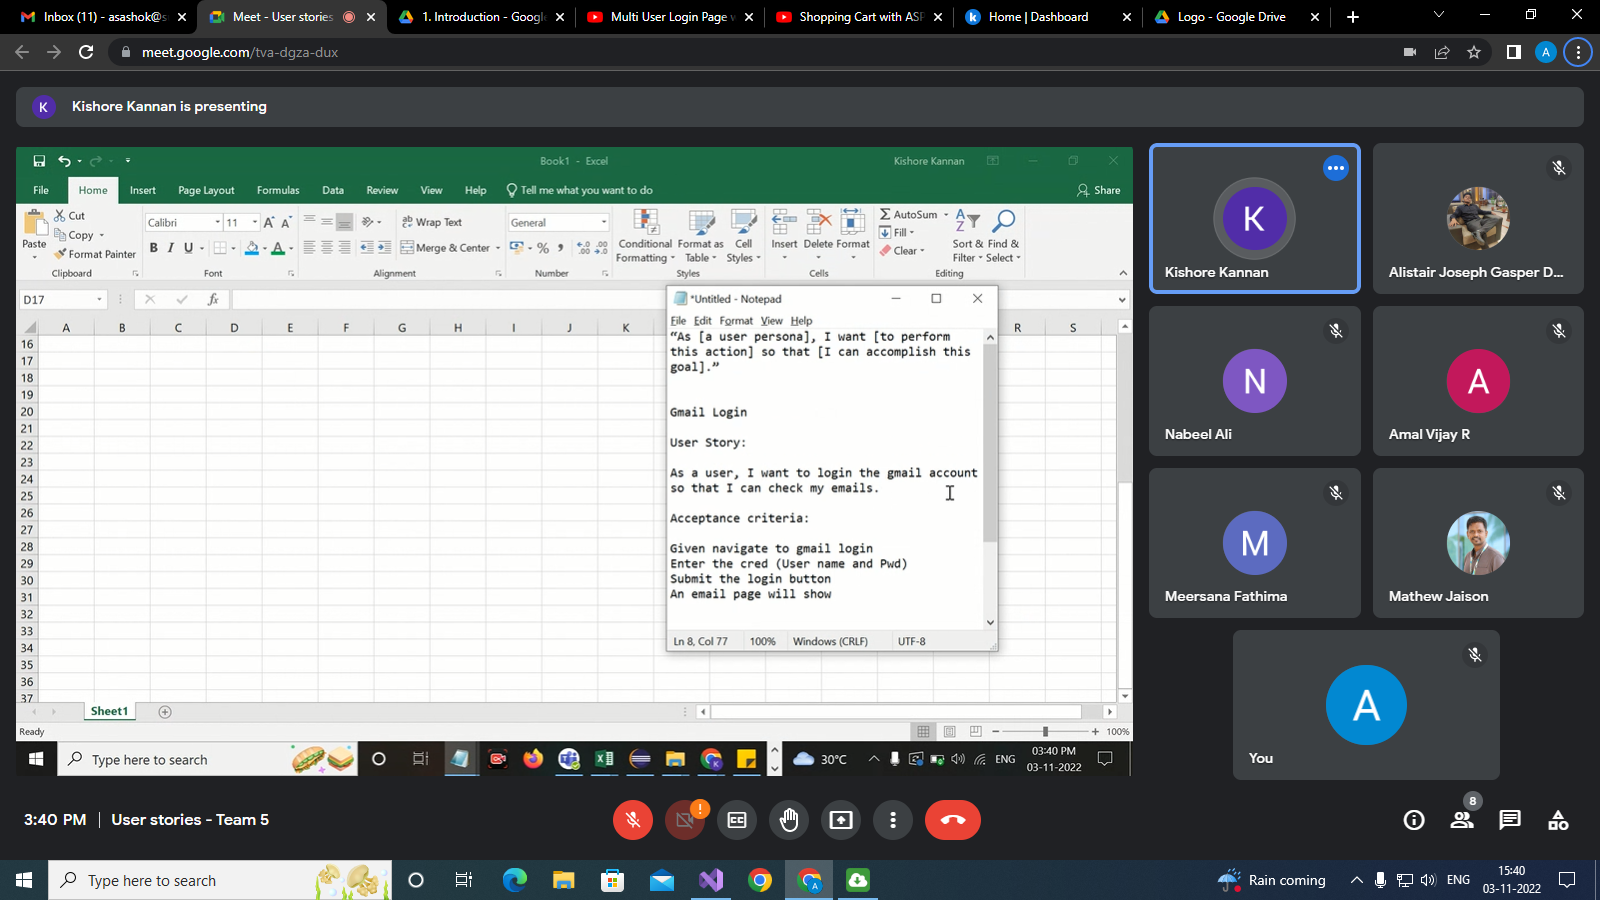 Inbox (11) - asashok@s
Meet - User stories
1. Introduction - Google
Multi User Login Page w
Shopping Cart with ASP
Home | Dashboard
Logo - Google Drive
meet.google.com/tva-dgza-dux
A
K
Kishore Kannan is presenting
Book1 - Excel
Kishore Kannan
File
Home
Insert
Page Layout
Formulas
Data
Review
View
Help
Tell me what you want to do
Share
Paste
Cut
Copy
Format Painter
Clipboard
Calibri
11
B I U
Font
Wrap Text
Merge & Center
Alignment
General
Number
Conditional Formatting
Format as Table
Cell Styles
Styles
Insert
Delete
Format
Cells
AutoSum
Fill
Clear
Sort & Filter
Find & Select
Editing
D17
fx
A B C D E F G H I J K R S
16
17
18
19
20
21
22
23
24
25
26
27
28
29
30
31
32
33
34
35
36
37
*Untitled - Notepad
File Edit Format View Help
“As [a user persona], I want [to perform
this action] so that [I can accomplish this
goal].”
Gmail Login
User Story:
As a user, I want to login the gmail account
so that I can check my emails.
Acceptance criteria:
Given navigate to gmail login
Enter the cred (User name and Pwd)
Submit the login button
An email page will show
Ln 8, Col 77
100%
Windows (CRLF)
UTF-8
Sheet1
Ready
100%
Type here to search
30°C
ENG
03:40 PM
03-11-2022
K
Kishore Kannan
Alistair Joseph Gasper D...
N
Nabeel Ali
A
Amal Vijay R
M
Meersana Fathima
Mathew Jaison
A
You
3:40 PM | User stories - Team 5
8
Type here to search
Rain coming
ENG
15:40
03-11-2022